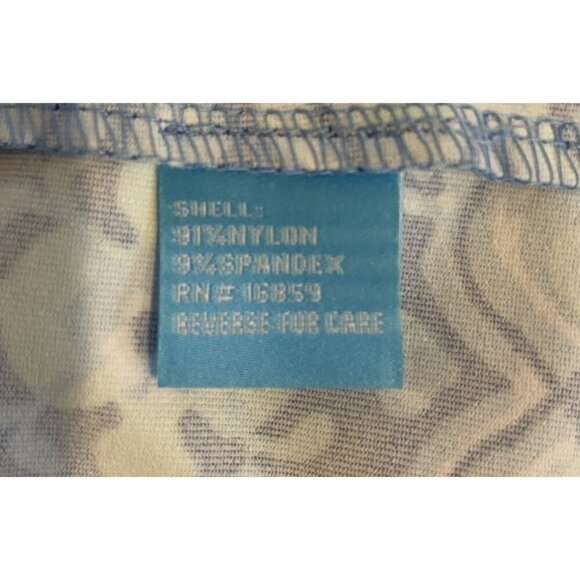 SHELL:
91%NYLON
9%SPANDEX
RN# 16859
REVERSE FOR CARE